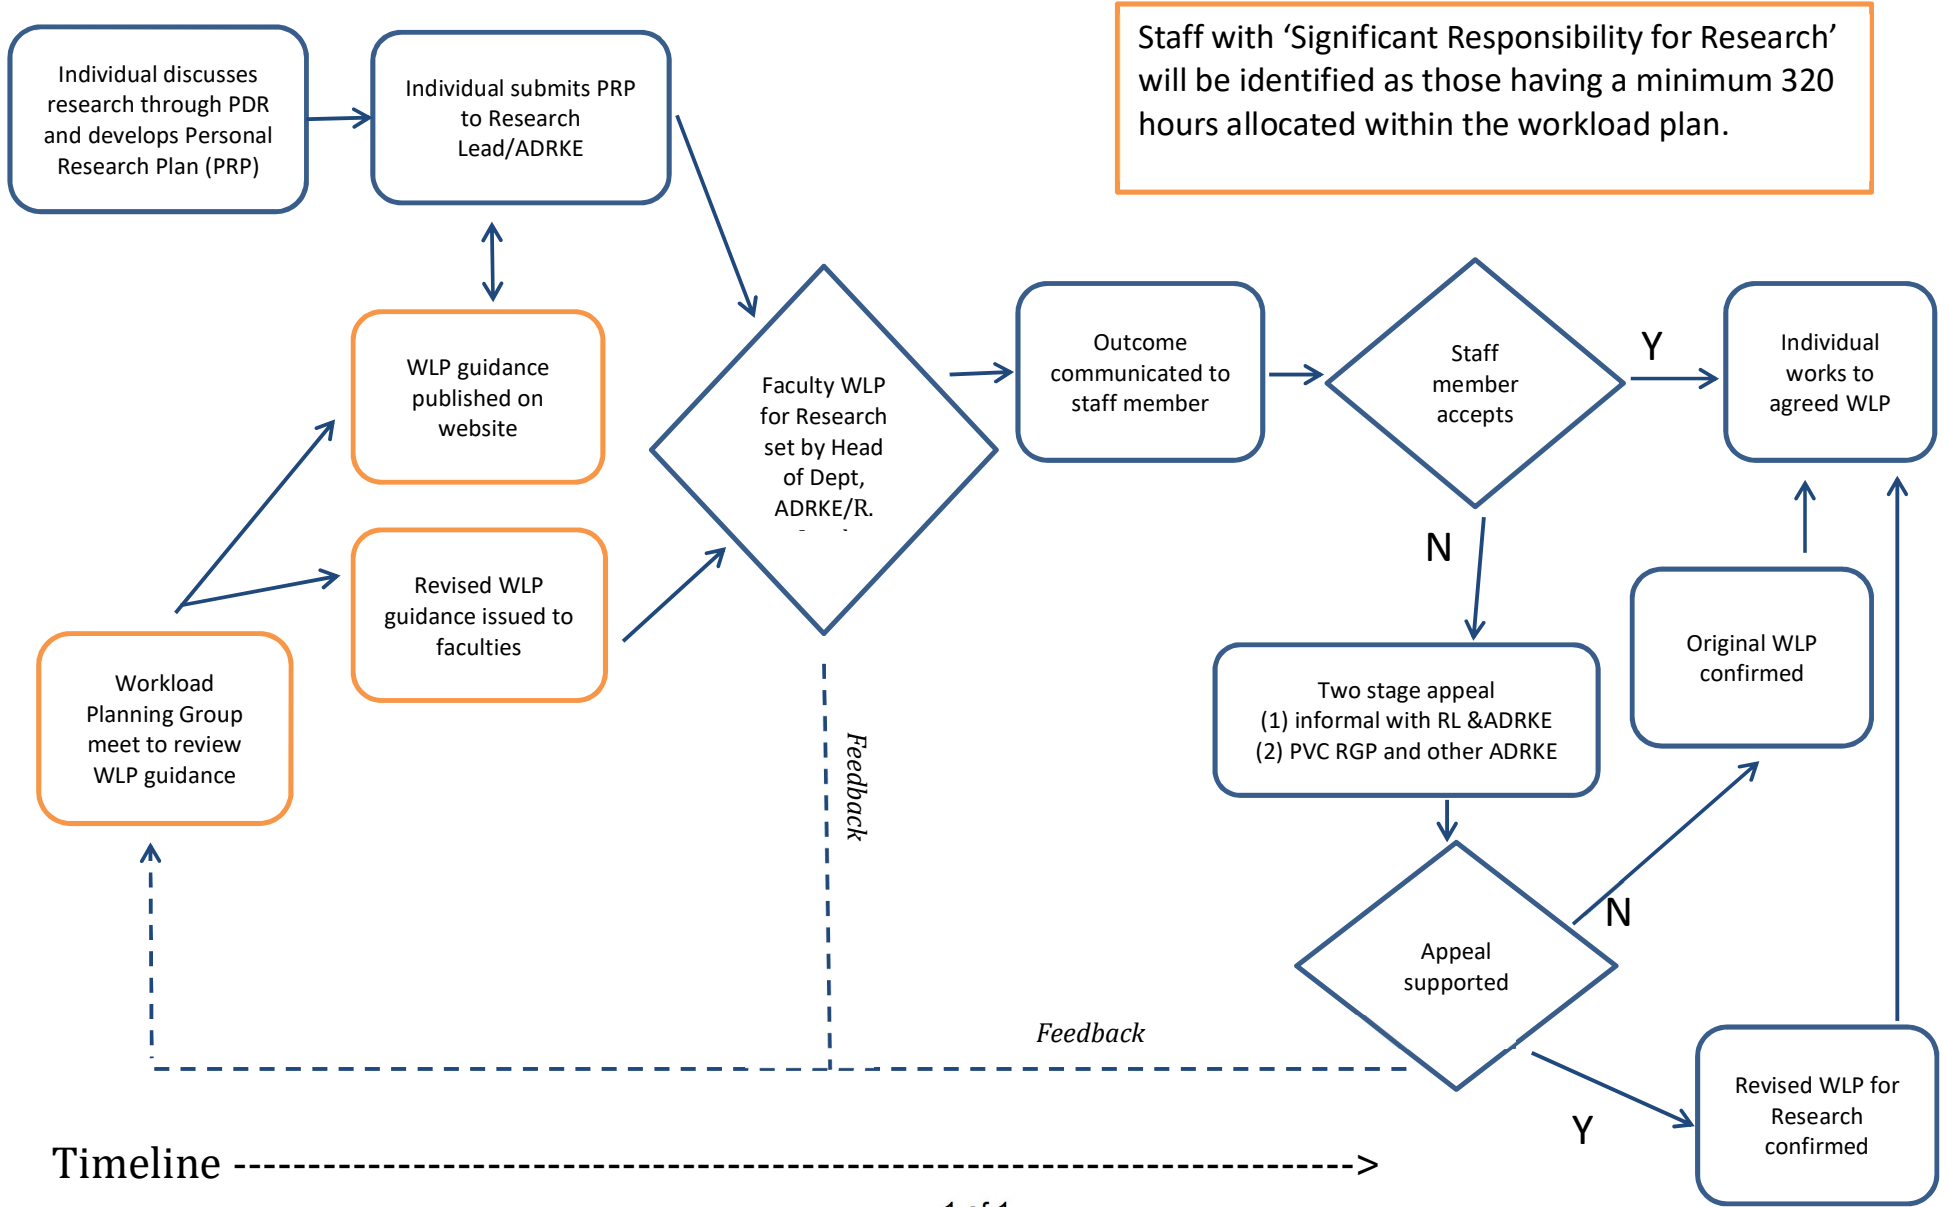 Individual discusses
research through PDR
and develops Personal
Research Plan (PRP)
Individual submits PRP
to Research
Lead/ADRKE
Staff with ‘Significant Responsibility for Research’
will be identified as those having a minimum 320
hours allocated within the workload plan.
WLP guidance
published on
website
Revised WLP
guidance issued to
faculties
Workload
Planning Group
meet to review
WLP guidance
Faculty WLP
for Research
set by Head
of Dept,
ADRKE/R.
Outcome
communicated to
staff member
Staff
member
accepts
Y
Individual
works to
agreed WLP
N
Two stage appeal
(1) informal with RL &ADRKE
(2) PVC RGP and other ADRKE
Original WLP
confirmed
Feedback
N
Appeal
supported
Feedback
Y
Revised WLP for
Research
confirmed
Timeline ----------------------------------------------------------------------------->
1 of 1